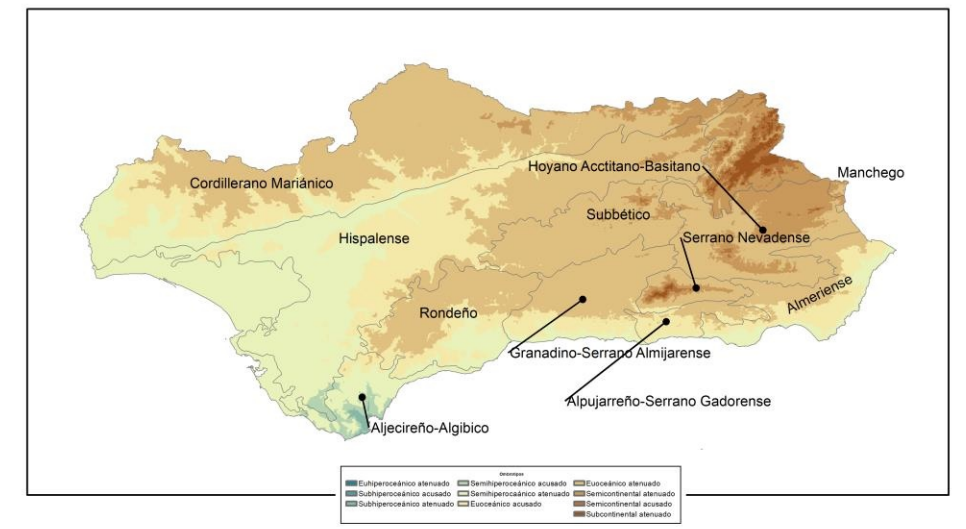 Hoyano Acctitano-Basitano
Manchego
Cordillerano Mariánico
Subbético
Hispalense
Serrano Nevadense
Almeriense
Rondeño
Granadino-Serrano Almijarense
Alpujarreño-Serrano Gadorense
Aljecireño-Algibico
Ombrotipos
Euhiperoceánico atenuado
Subhiperoceánico acusado
Subhiperoceánico atenuado
Semihiperoceánico acusado
Semihiperocaánico atenuado
Euoceánico acusado
Euoceánico atenuado
Semicontinental atenuado
Semicontinental acusado
Subcontinental atenuado